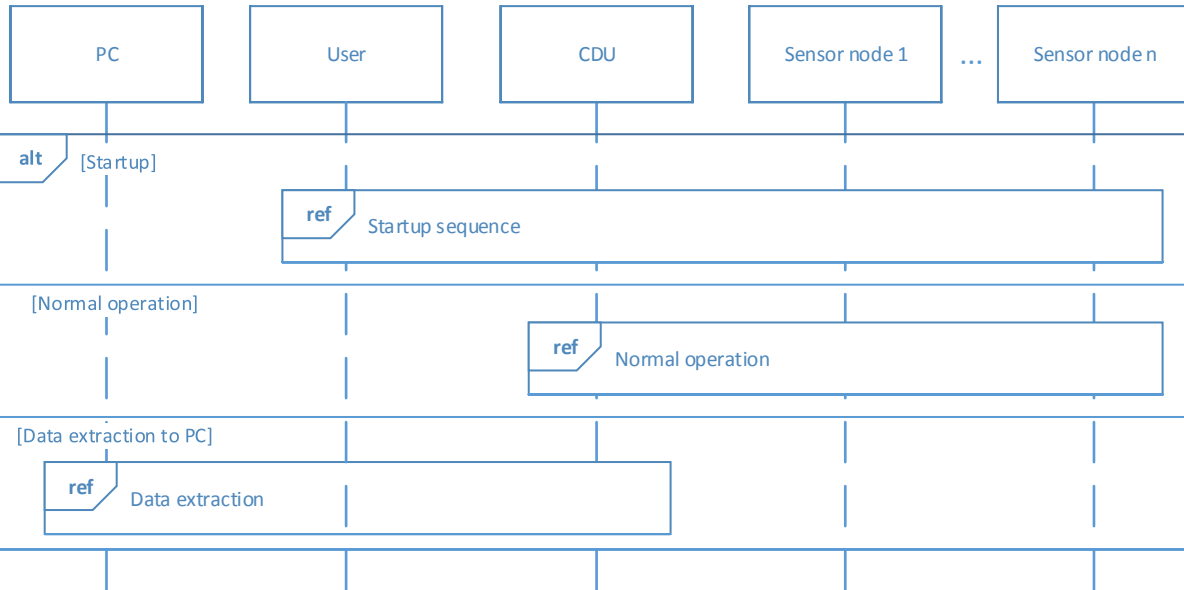 PC
User
CDU
Sensor node 1
...
Sensor node n
alt
[Startup]
ref
Startup sequence
[Normal operation]
ref
Normal operation
[Data extraction to PC]
ref
Data extraction